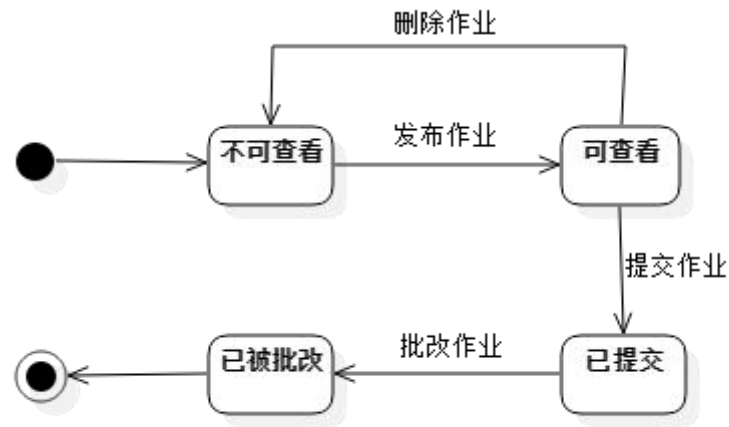 删除作业
发布作业
不可查看
可查看
提交作业
批改作业
已被批改
已提交